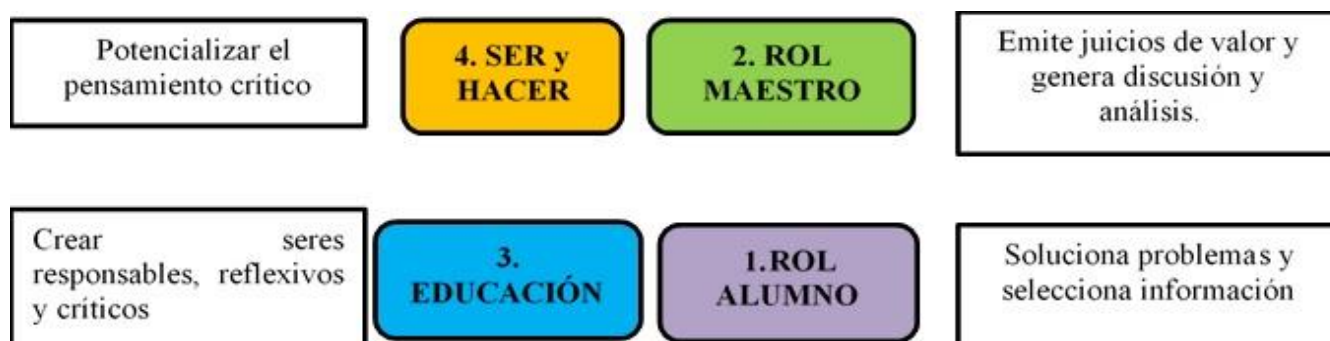 Potencializar el
pensamiento crítico
4. SER y
HACER
2. ROL
MAESTRO
Emite juicios de valor y
genera discusión y
análisis.
Crear seres
responsables, reflexivos
y críticos
3.
EDUCACIÓN
1.ROL
ALUMNO
Soluciona problemas y
selecciona información